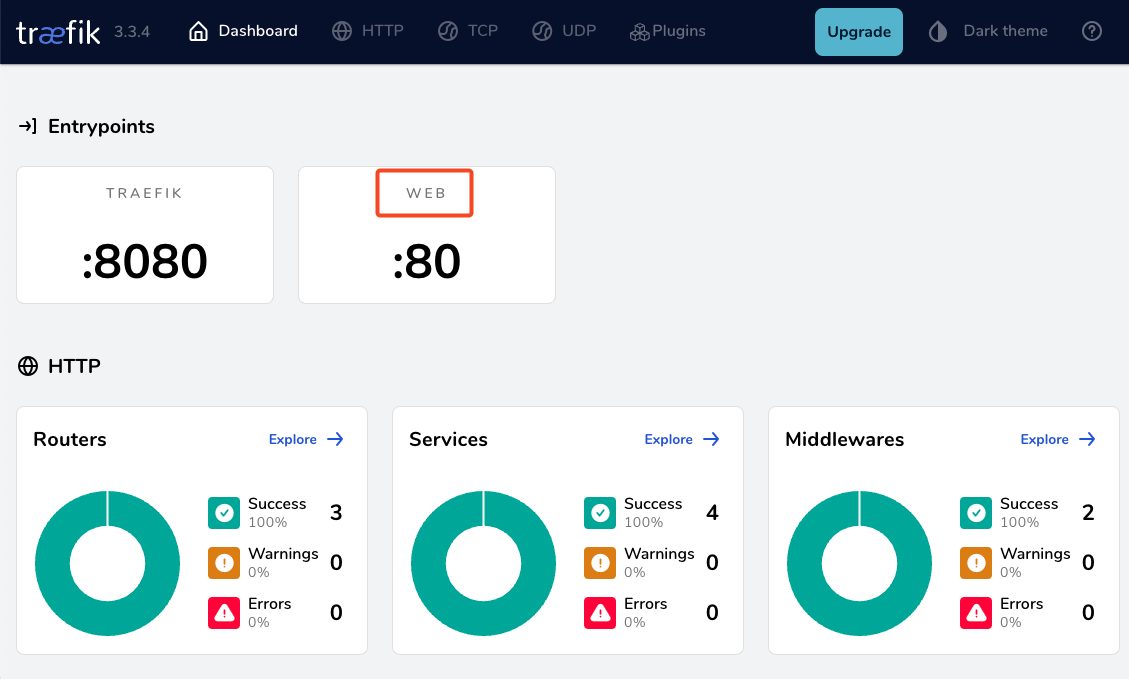 træfik 3.3.4 Dashboard HTTP TCP UDP Plugins Upgrade Dark theme
Entrypoints
TRAEFIK
:8080
WEB
:80
HTTP
Routers Explore
Success 3
100%
Warnings 0
0%
Errors 0
0%
Services Explore
Success 4
100%
Warnings 0
0%
Errors 0
0%
Middlewares Explore
Success 2
100%
Warnings 0
0%
Errors 0
0%